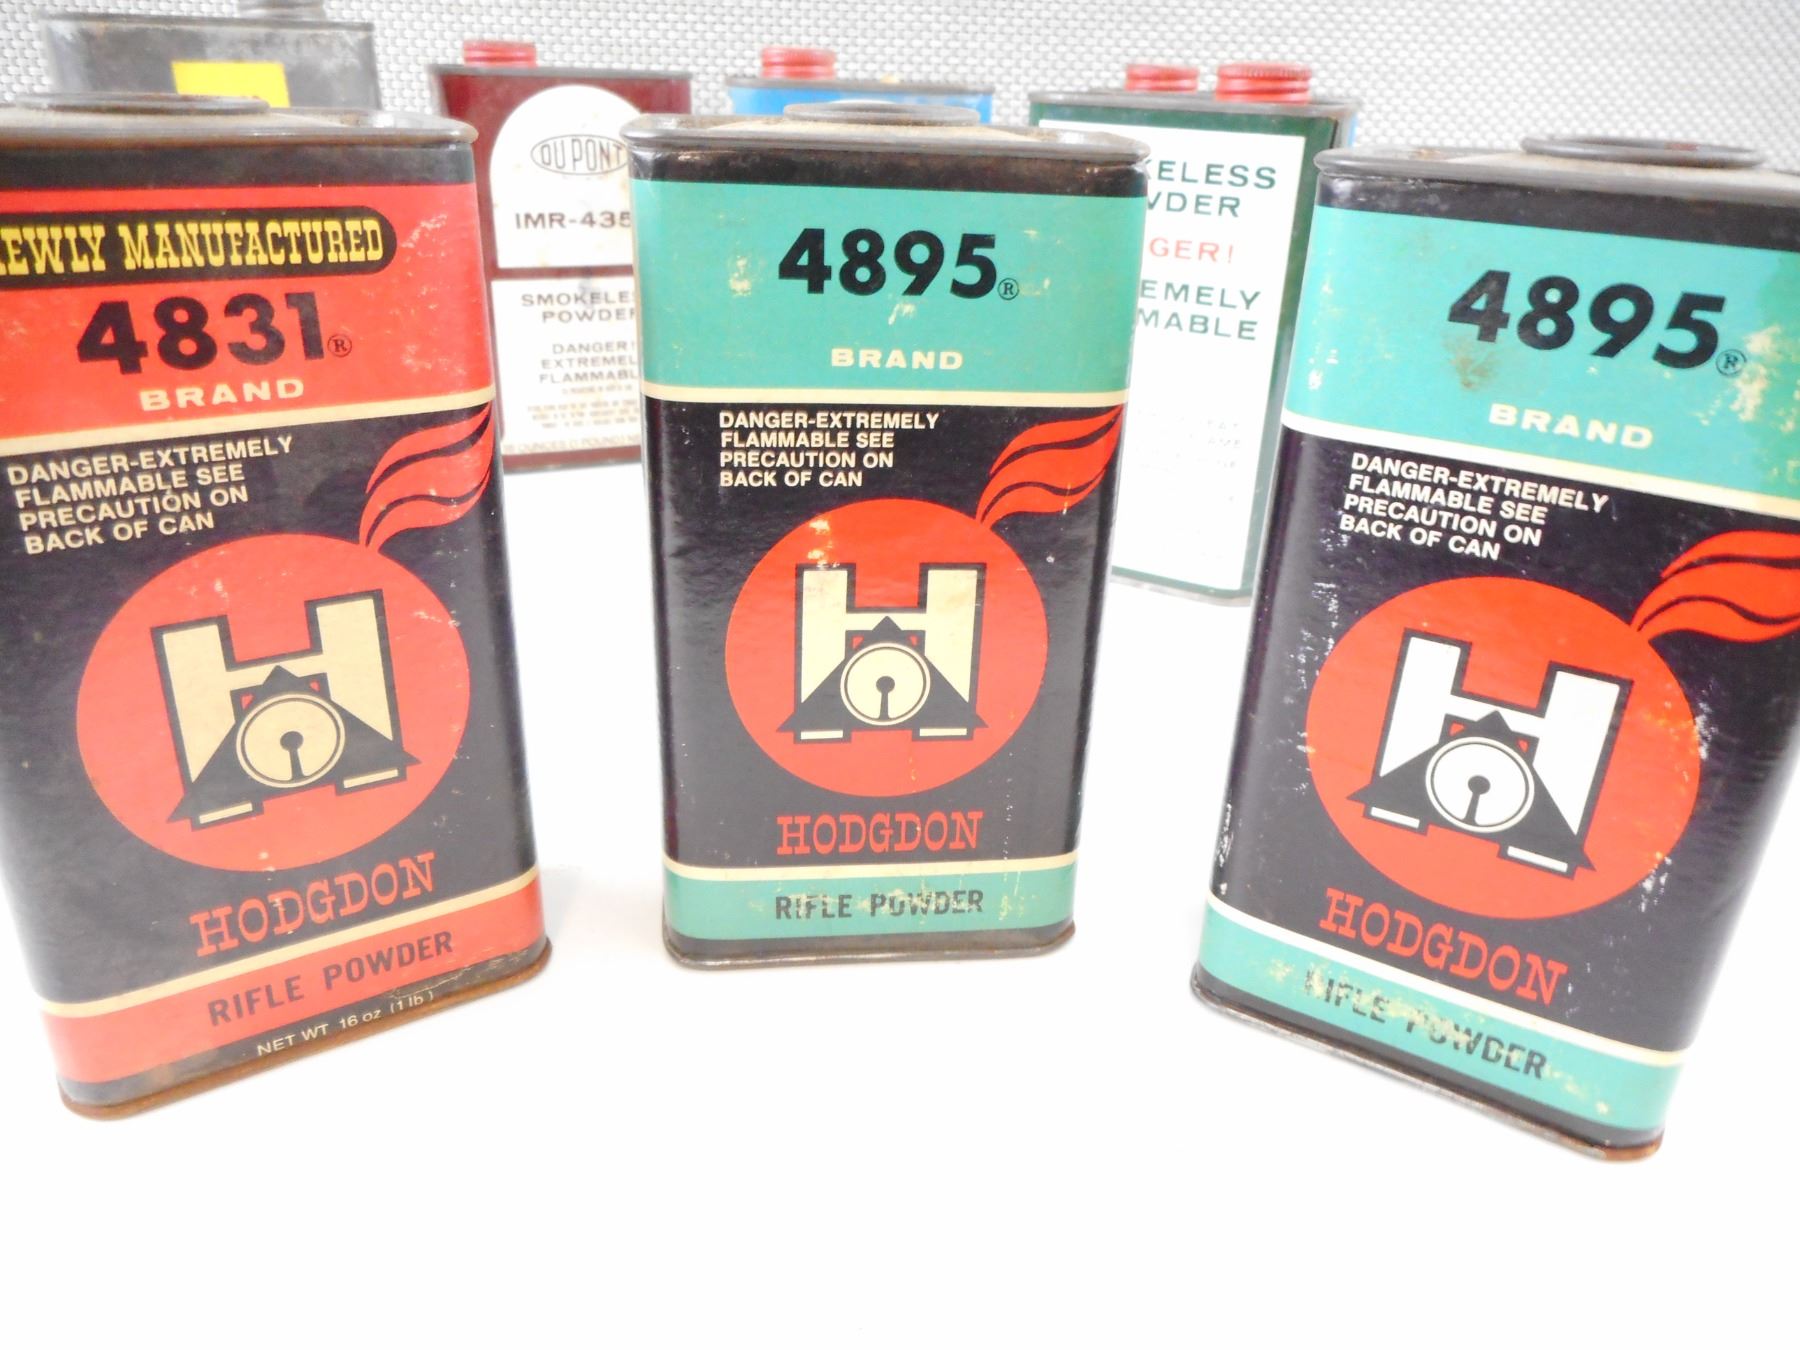 NEWLY MANUFACTURED
4831®
BRAND
DANGER-EXTREMELY
FLAMMABLE SEE
PRECAUTION ON
BACK OF CAN
H
HODGDON
RIFLE POWDER
NET WT 16 oz (1 lb)
DU PONT
IMR-435
SMOKELES
POWDER
DANGER!
EXTREMEL
FLAMMABL
4895®
BRAND
DANGER-EXTREMELY
FLAMMABLE SEE
PRECAUTION ON
BACK OF CAN
H
HODGDON
RIFLE POWDER
KELESS
WDER
GER!
EMELY
MABLE
4895®
BRAND
DANGER-EXTREMELY
FLAMMABLE SEE
PRECAUTION ON
BACK OF CAN
H
HODGDON
RIFLE POWDER